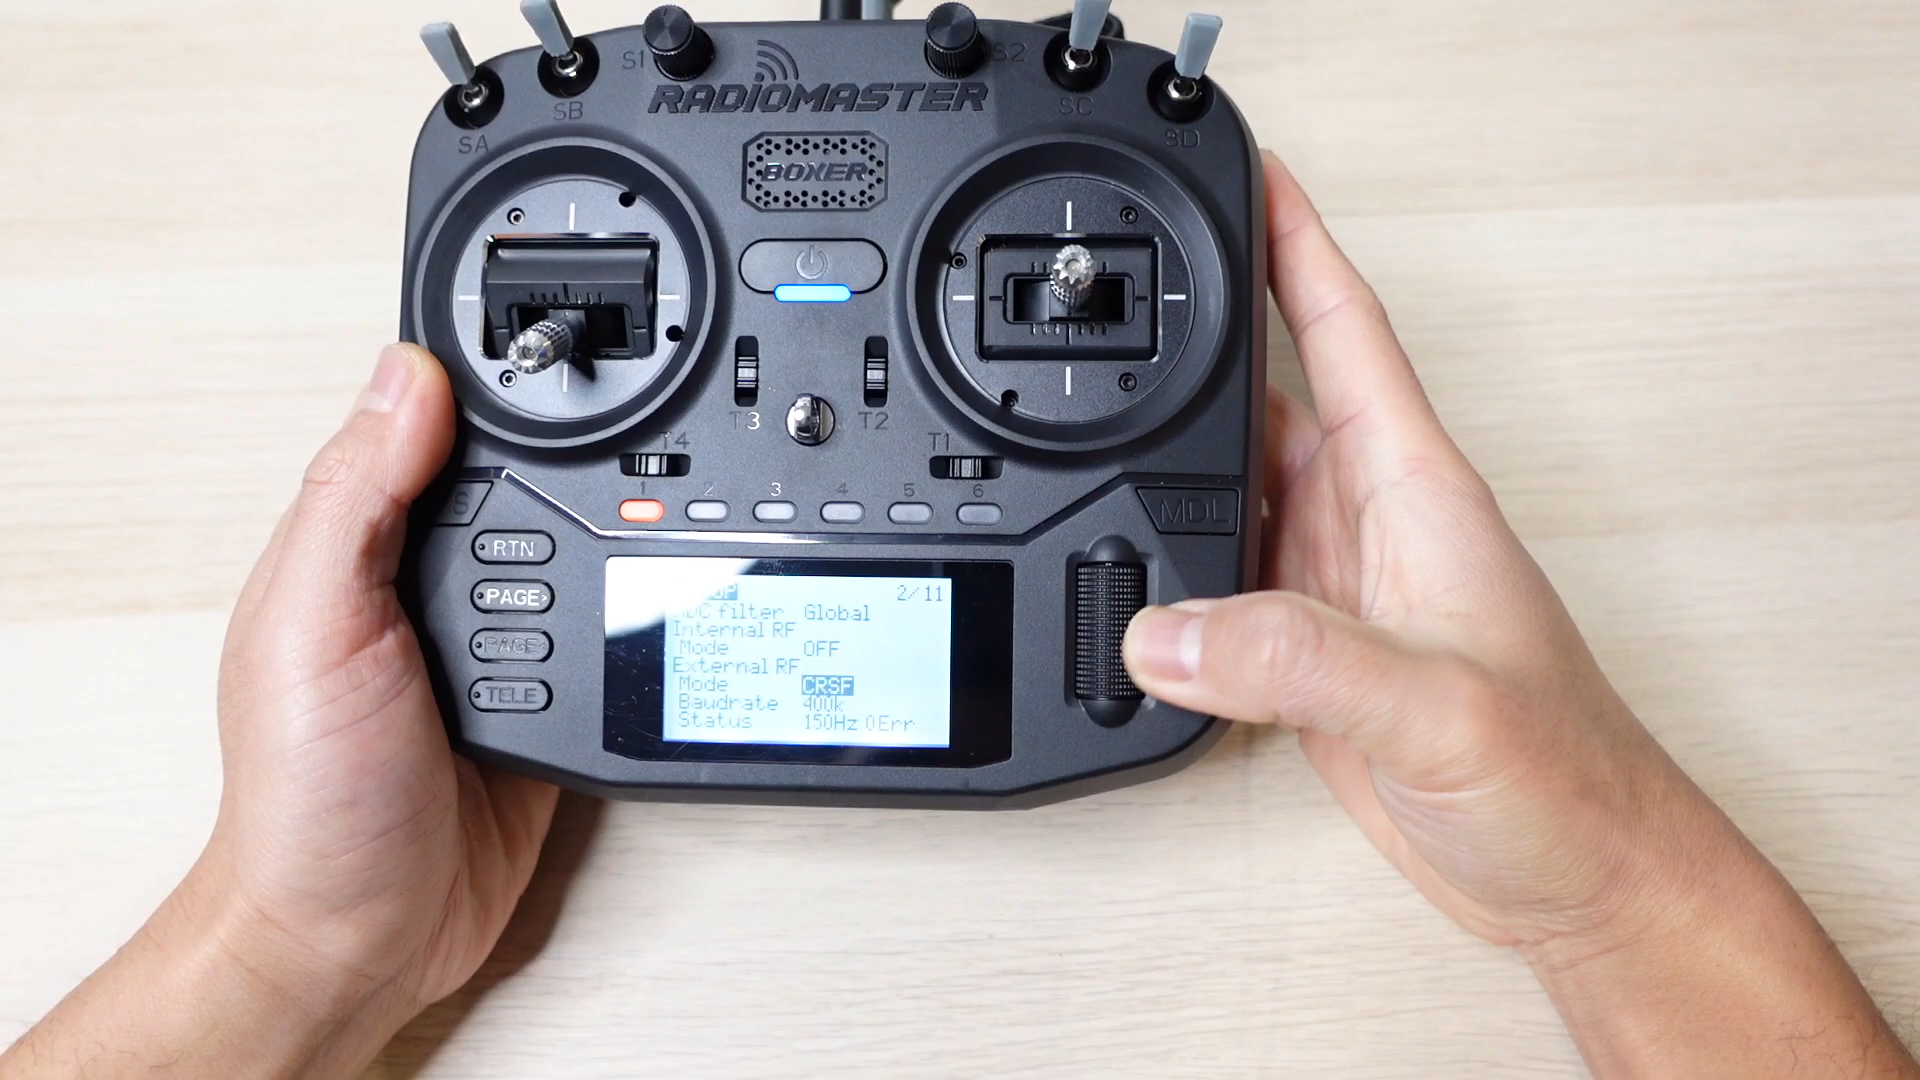 S1
S2
SB
SC
SA
SD
RADIOMASTER
BOXER
T3
T2
T4
T1
1 2 3 4 5 6
S
MDL
RTN
PAGE>
PAGE<
TELE
2/11
ADC filter Global
Internal RF
Mode OFF
External RF
Mode CRSF
Baudrate 400k
Status 150Hz 0Err